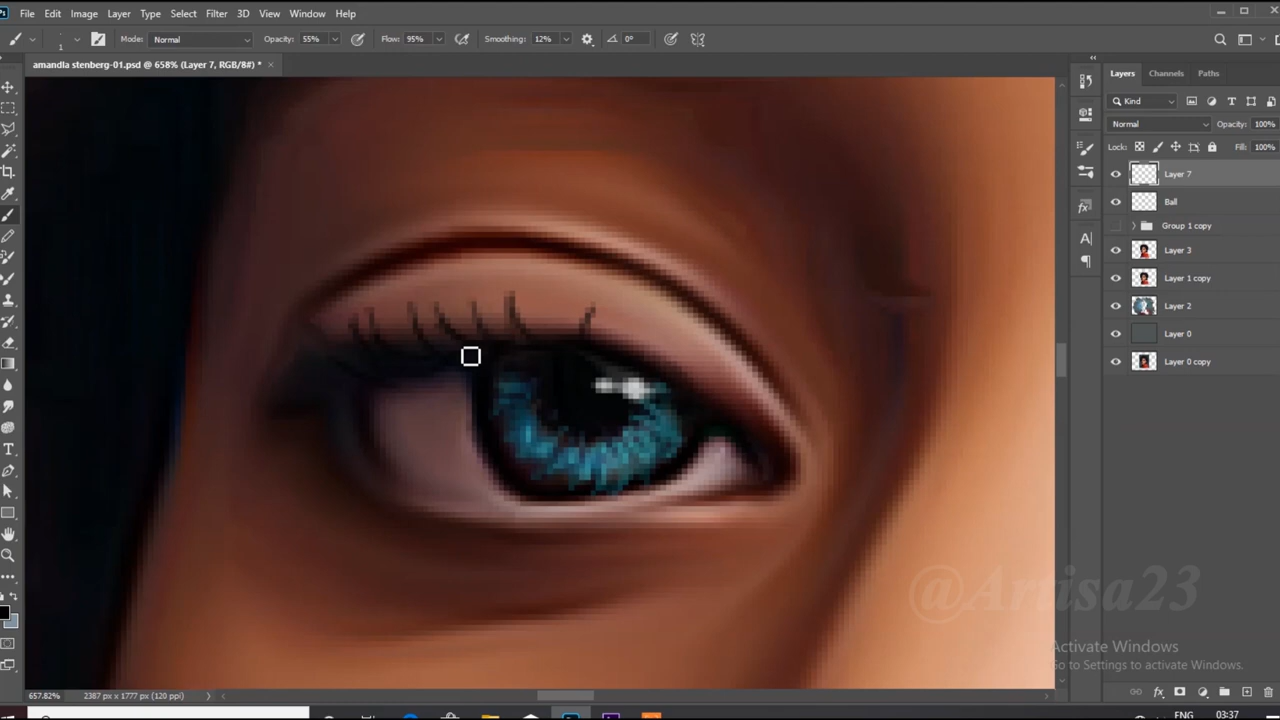 Ps File Edit Image Layer Type Select Filter 3D View Window Help
1 Mode: Normal Opacity: 55% Flow: 95% Smoothing: 12% 0°
amandla stenberg-01.psd @ 658% (Layer 7, RGB/8#) *
Layers Channels Paths
Kind
Normal Opacity: 100%
Lock: Fill: 100%
Layer 7
Ball
Group 1 copy
Layer 3
Layer 1 copy
Layer 2
Layer 0
Layer 0 copy
@Artisa23
Activate Windows
Go to Settings to activate Windows.
657.82% 2387 px x 1777 px (120 ppi)
ENG 03:37